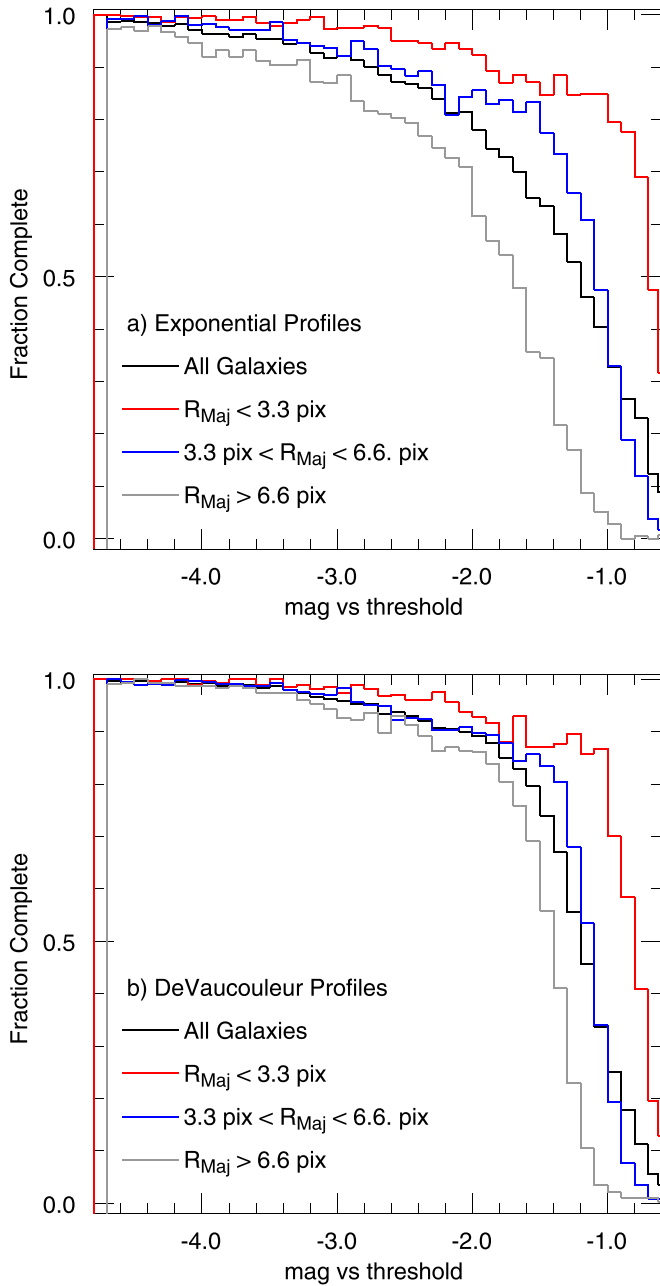 1.0
0.5
0.0
Fraction Complete
a) Exponential Profiles
All Galaxies
R_Maj < 3.3 pix
3.3 pix < R_Maj < 6.6. pix
R_Maj > 6.6 pix
-4.0 -3.0 -2.0 -1.0
mag vs threshold
1.0
0.5
0.0
Fraction Complete
b) DeVaucouleur Profiles
All Galaxies
R_Maj < 3.3 pix
3.3 pix < R_Maj < 6.6. pix
R_Maj > 6.6 pix
-4.0 -3.0 -2.0 -1.0
mag vs threshold